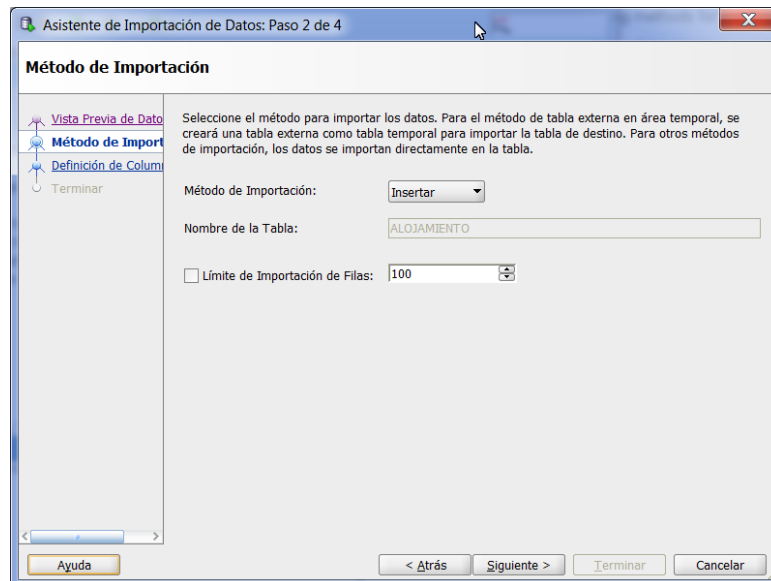 Asistente de Importación de Datos: Paso 2 de 4
Método de Importación
Vista Previa de Dato
Método de Import
Definición de Colum
Terminar
Seleccione el método para importar los datos. Para el método de tabla externa en área temporal, se
creará una tabla externa como tabla temporal para importar la tabla de destino. Para otros métodos
de importación, los datos se importan directamente en la tabla.
Método de Importación:
Insertar
Nombre de la Tabla:
ALOJAMIENTO
Límite de Importación de Filas:
100
Ayuda
< Atrás
Siguiente >
Terminar
Cancelar